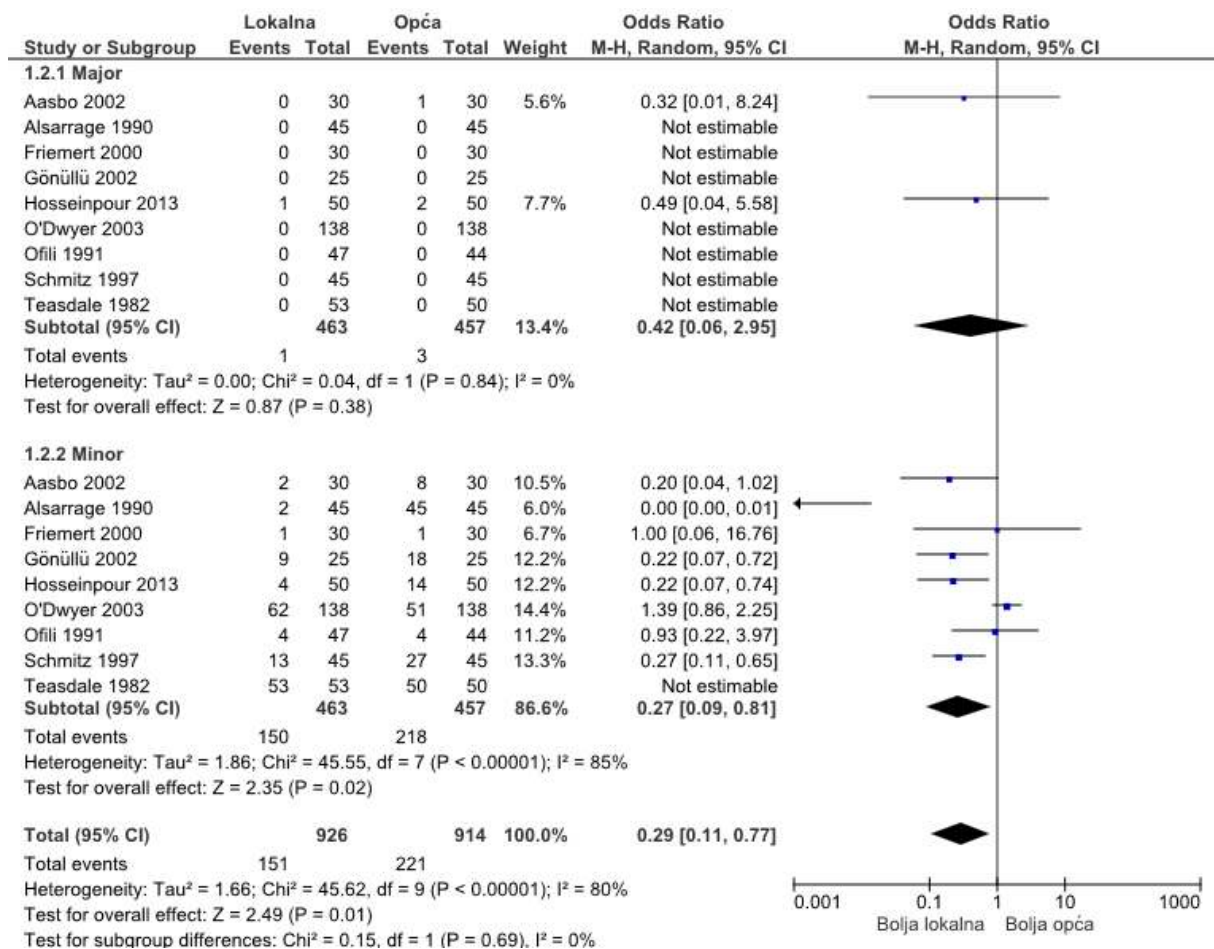 Lokalna Opća Odds Ratio Odds Ratio
Study or Subgroup Events Total Events Total Weight M-H, Random, 95% CI M-H, Random, 95% CI
1.2.1 Major
Aasbo 2002 0 30 1 30 5.6% 0.32 [0.01, 8.24]
Alsarrage 1990 0 45 0 45 Not estimable
Friemert 2000 0 30 0 30 Not estimable
Gönüllü 2002 0 25 0 25 Not estimable
Hosseinpour 2013 1 50 2 50 7.7% 0.49 [0.04, 5.58]
O'Dwyer 2003 0 138 0 138 Not estimable
Ofili 1991 0 47 0 44 Not estimable
Schmitz 1997 0 45 0 45 Not estimable
Teasdale 1982 0 53 0 50 Not estimable
Subtotal (95% CI) 463 457 13.4% 0.42 [0.06, 2.95]
Total events 1 3
Heterogeneity: Tau² = 0.00; Chi² = 0.04, df = 1 (P = 0.84); I² = 0%
Test for overall effect: Z = 0.87 (P = 0.38)
1.2.2 Minor
Aasbo 2002 2 30 8 30 10.5% 0.20 [0.04, 1.02]
Alsarrage 1990 2 45 45 45 6.0% 0.00 [0.00, 0.01]
Friemert 2000 1 30 1 30 6.7% 1.00 [0.06, 16.76]
Gönüllü 2002 9 25 18 25 12.2% 0.22 [0.07, 0.72]
Hosseinpour 2013 4 50 14 50 12.2% 0.22 [0.07, 0.74]
O'Dwyer 2003 62 138 51 138 14.4% 1.39 [0.86, 2.25]
Ofili 1991 4 47 4 44 11.2% 0.93 [0.22, 3.97]
Schmitz 1997 13 45 27 45 13.3% 0.27 [0.11, 0.65]
Teasdale 1982 53 53 50 50 Not estimable
Subtotal (95% CI) 463 457 86.6% 0.27 [0.09, 0.81]
Total events 150 218
Heterogeneity: Tau² = 1.86; Chi² = 45.55, df = 7 (P < 0.00001); I² = 85%
Test for overall effect: Z = 2.35 (P = 0.02)
Total (95% CI) 926 914 100.0% 0.29 [0.11, 0.77]
Total events 151 221
Heterogeneity: Tau² = 1.66; Chi² = 45.62, df = 9 (P < 0.00001); I² = 80%
Test for overall effect: Z = 2.49 (P = 0.01)
Test for subgroup differences: Chi² = 0.15, df = 1 (P = 0.69), I² = 0%
0.001 0.1 1 10 1000
Bolja lokalna Bolja opća